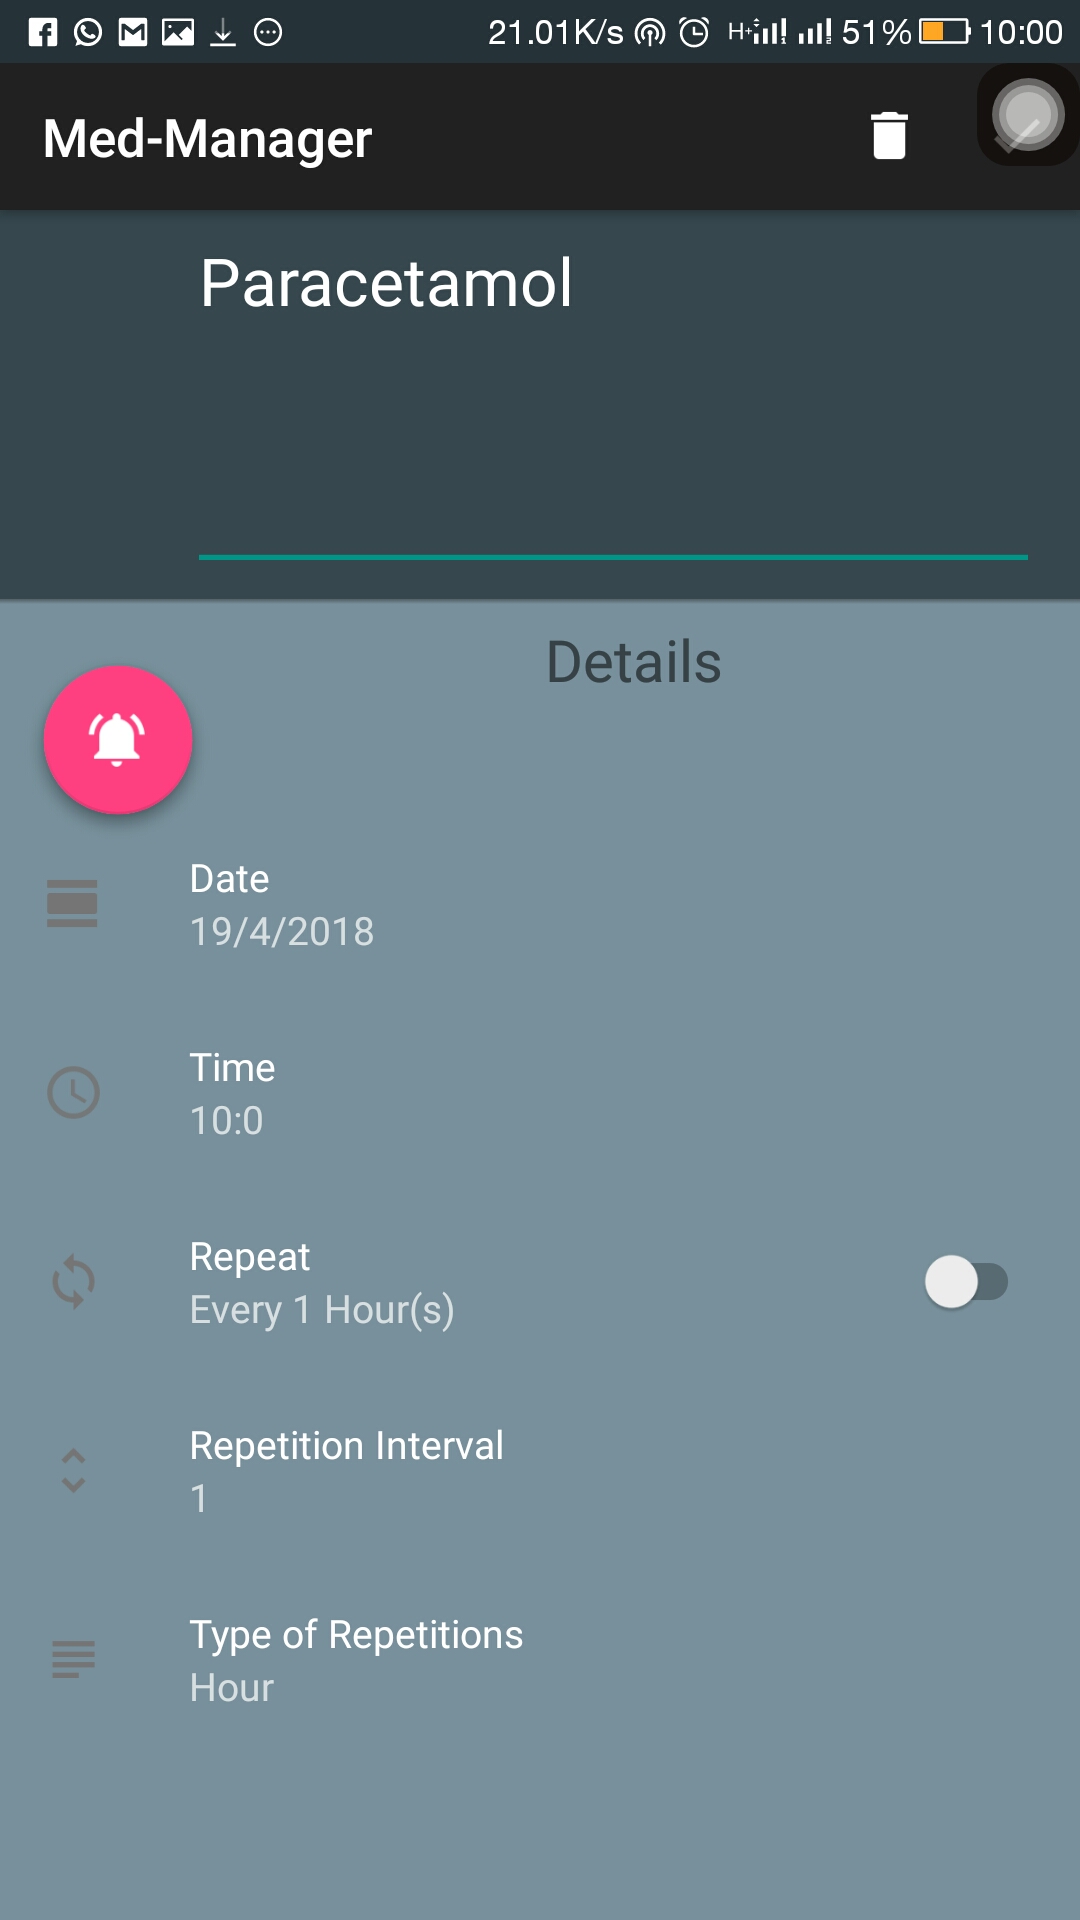 21.01K/s H+ 51% 10:00
Med-Manager
Paracetamol
Details
Date
19/4/2018
Time
10:0
Repeat
Every 1 Hour(s)
Repetition Interval
1
Type of Repetitions
Hour